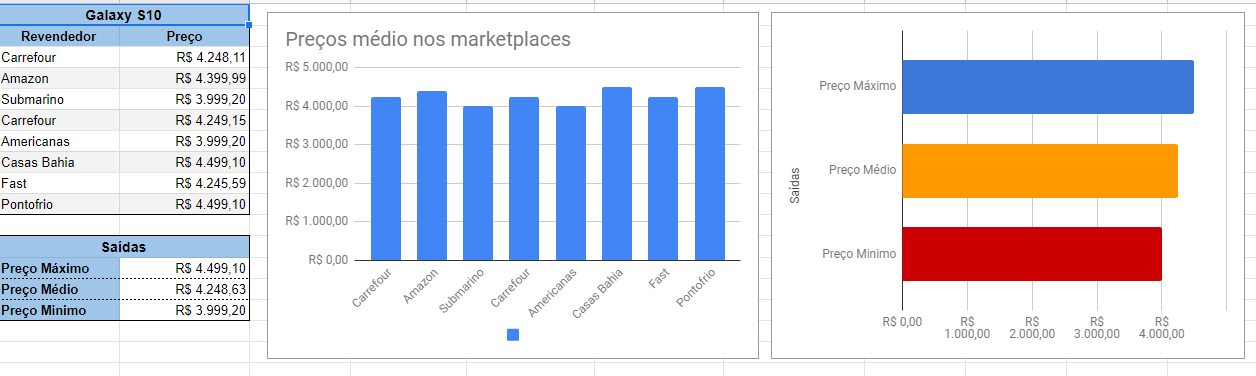 Galaxy S10
Revendedor Preço
Carrefour R$ 4.248,11
Amazon R$ 4.399,99
Submarino R$ 3.999,20
Carrefour R$ 4.249,15
Americanas R$ 3.999,20
Casas Bahia R$ 4.499,10
Fast R$ 4.245,59
Pontofrio R$ 4.499,10
Saídas
Preço Máximo R$ 4.499,10
Preço Médio R$ 4.248,63
Preço Minimo R$ 3.999,20
Preços médio nos marketplaces
R$ 5.000,00
R$ 4.000,00
R$ 3.000,00
R$ 2.000,00
R$ 1.000,00
R$ 0,00
Carrefour
Amazon
Submarino
Carrefour
Americanas
Casas Bahia
Fast
Pontofrio
Saídas
Preço Máximo
Preço Médio
Preço Minimo
R$ 0,00
R$ 1.000,00
R$ 2.000,00
R$ 3.000,00
R$ 4.000,00